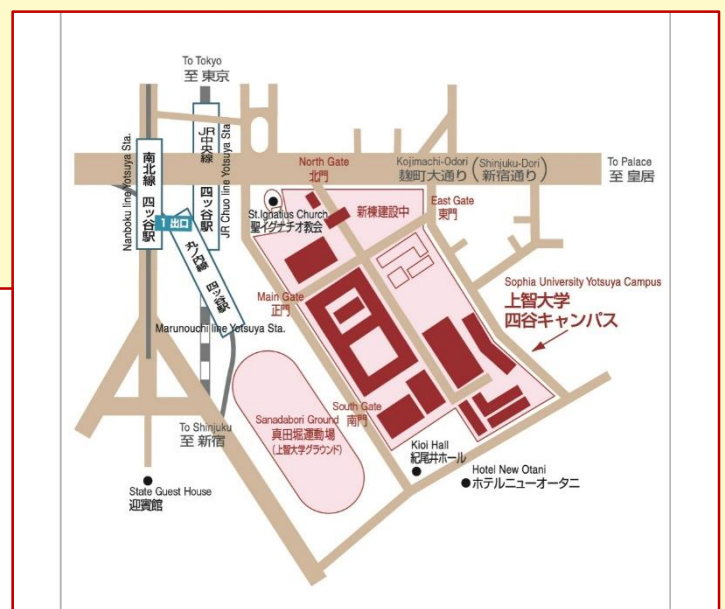 To Tokyo
至 東京
Nanboku line Yotsuya Sta.
南北線 四ッ谷駅
JR中央線 四ッ谷駅
JR Chuo line Yotsuya Sta
1 出口
丸ノ内線 四ッ谷駅
Marunouchi line Yotsuya Sta.
North Gate
北門
Kojimachi-Odori
麹町大通り
(Shinjuku-Dori
新宿通り)
To Palace
至 皇居
St.Ignatius Church
聖イグナチオ教会
新棟建設中
East Gate
東門
Sophia University Yotsuya Campus
上智大学
四谷キャンパス
Main Gate
正門
South Gate
南門
Sanadabori Ground
真田堀運動場
(上智大学グラウンド)
To Shinjuku
至 新宿
Kioi Hall
紀尾井ホール
Hotel New Otani
ホテルニューオータニ
State Guest House
迎賓館